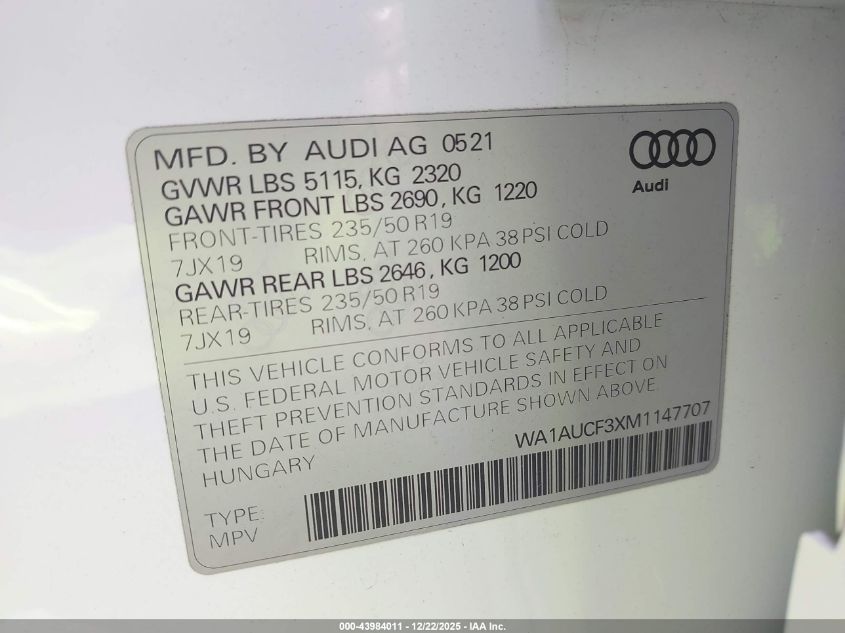 MFD. BY AUDI AG 0521
GVWR LBS 5115, KG 2320
GAWR FRONT LBS 2690, KG 1220
FRONT-TIRES 235/50 R19
7JX19 RIMS, AT 260 KPA 38 PSI COLD
GAWR REAR LBS 2646, KG 1200
REAR-TIRES 235/50 R19
7JX19 RIMS, AT 260 KPA 38 PSI COLD
Audi
THIS VEHICLE CONFORMS TO ALL APPLICABLE
U.S. FEDERAL MOTOR VEHICLE SAFETY AND
THEFT PREVENTION STANDARDS IN EFFECT ON
THE DATE OF MANUFACTURE SHOWN ABOVE.
HUNGARY
WA1AUCF3XM1147707
TYPE:
MPV
000-43984011 - 12/22/2025 - IAA Inc.